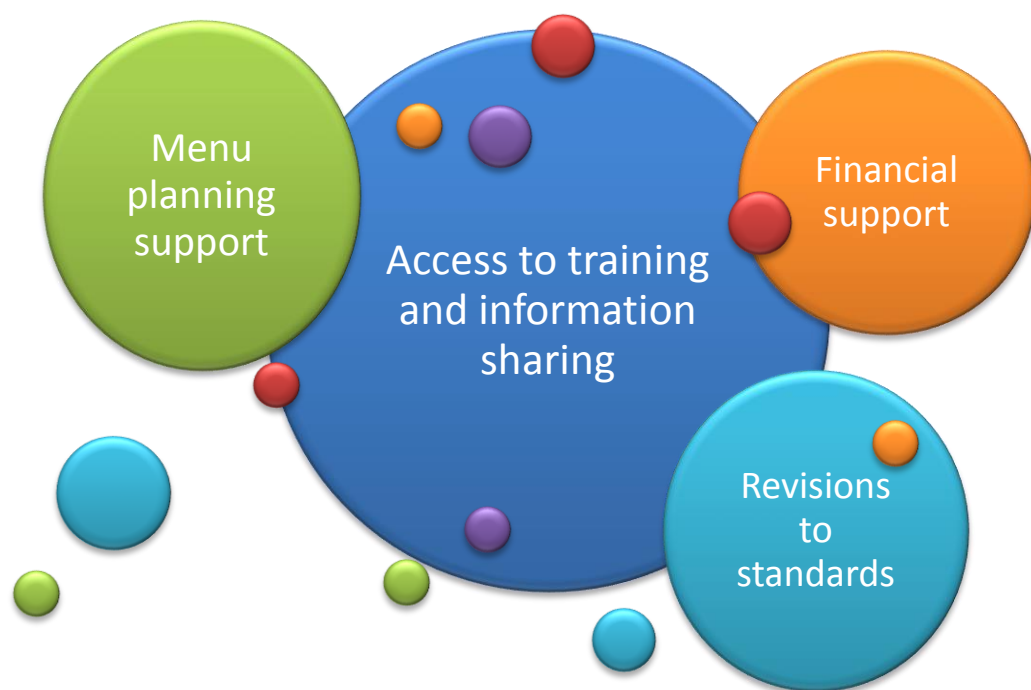 Menu
planning
support
Access to training
and information
sharing
Financial
support
Revisions
to
standards